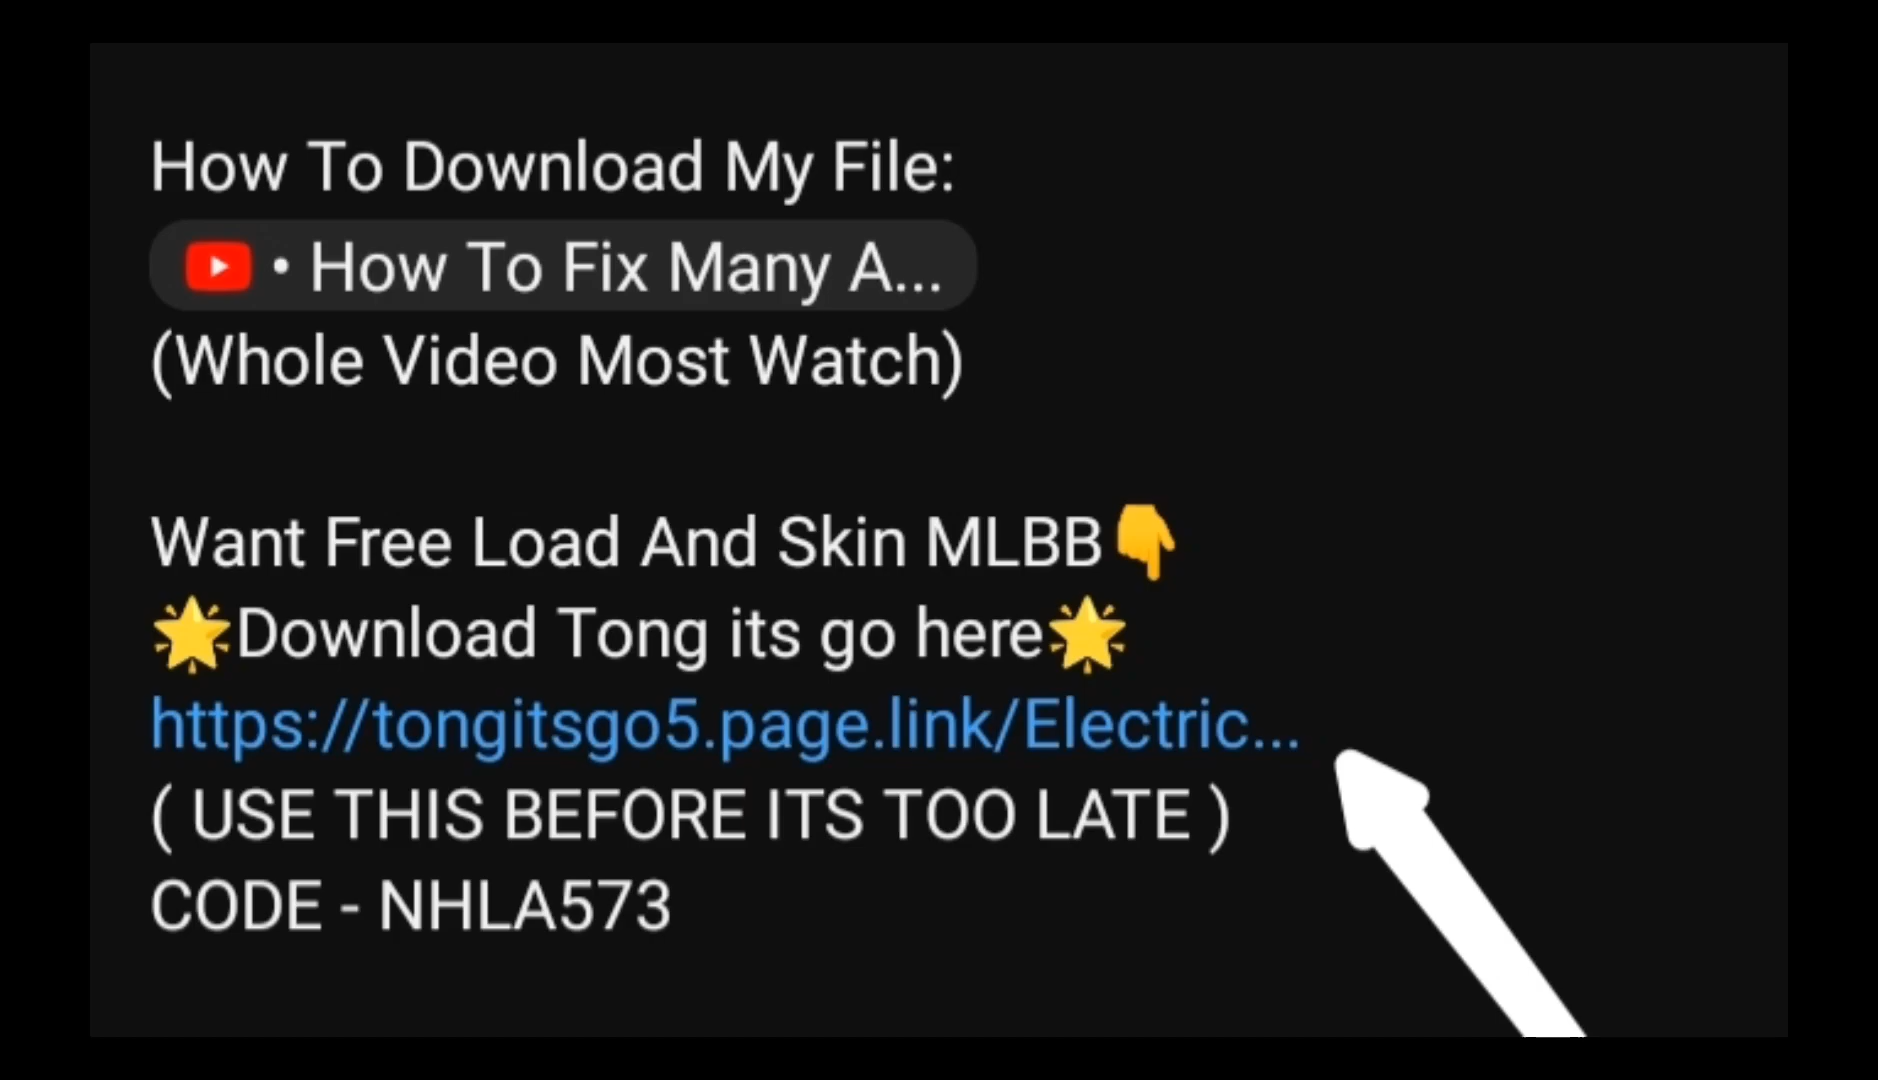 How To Download My File:
• How To Fix Many A...
(Whole Video Most Watch)
Want Free Load And Skin MLBB👇
🌟Download Tong its go here🌟
https://tongitsgo5.page.link/Electric...
( USE THIS BEFORE ITS TOO LATE )
CODE - NHLA573